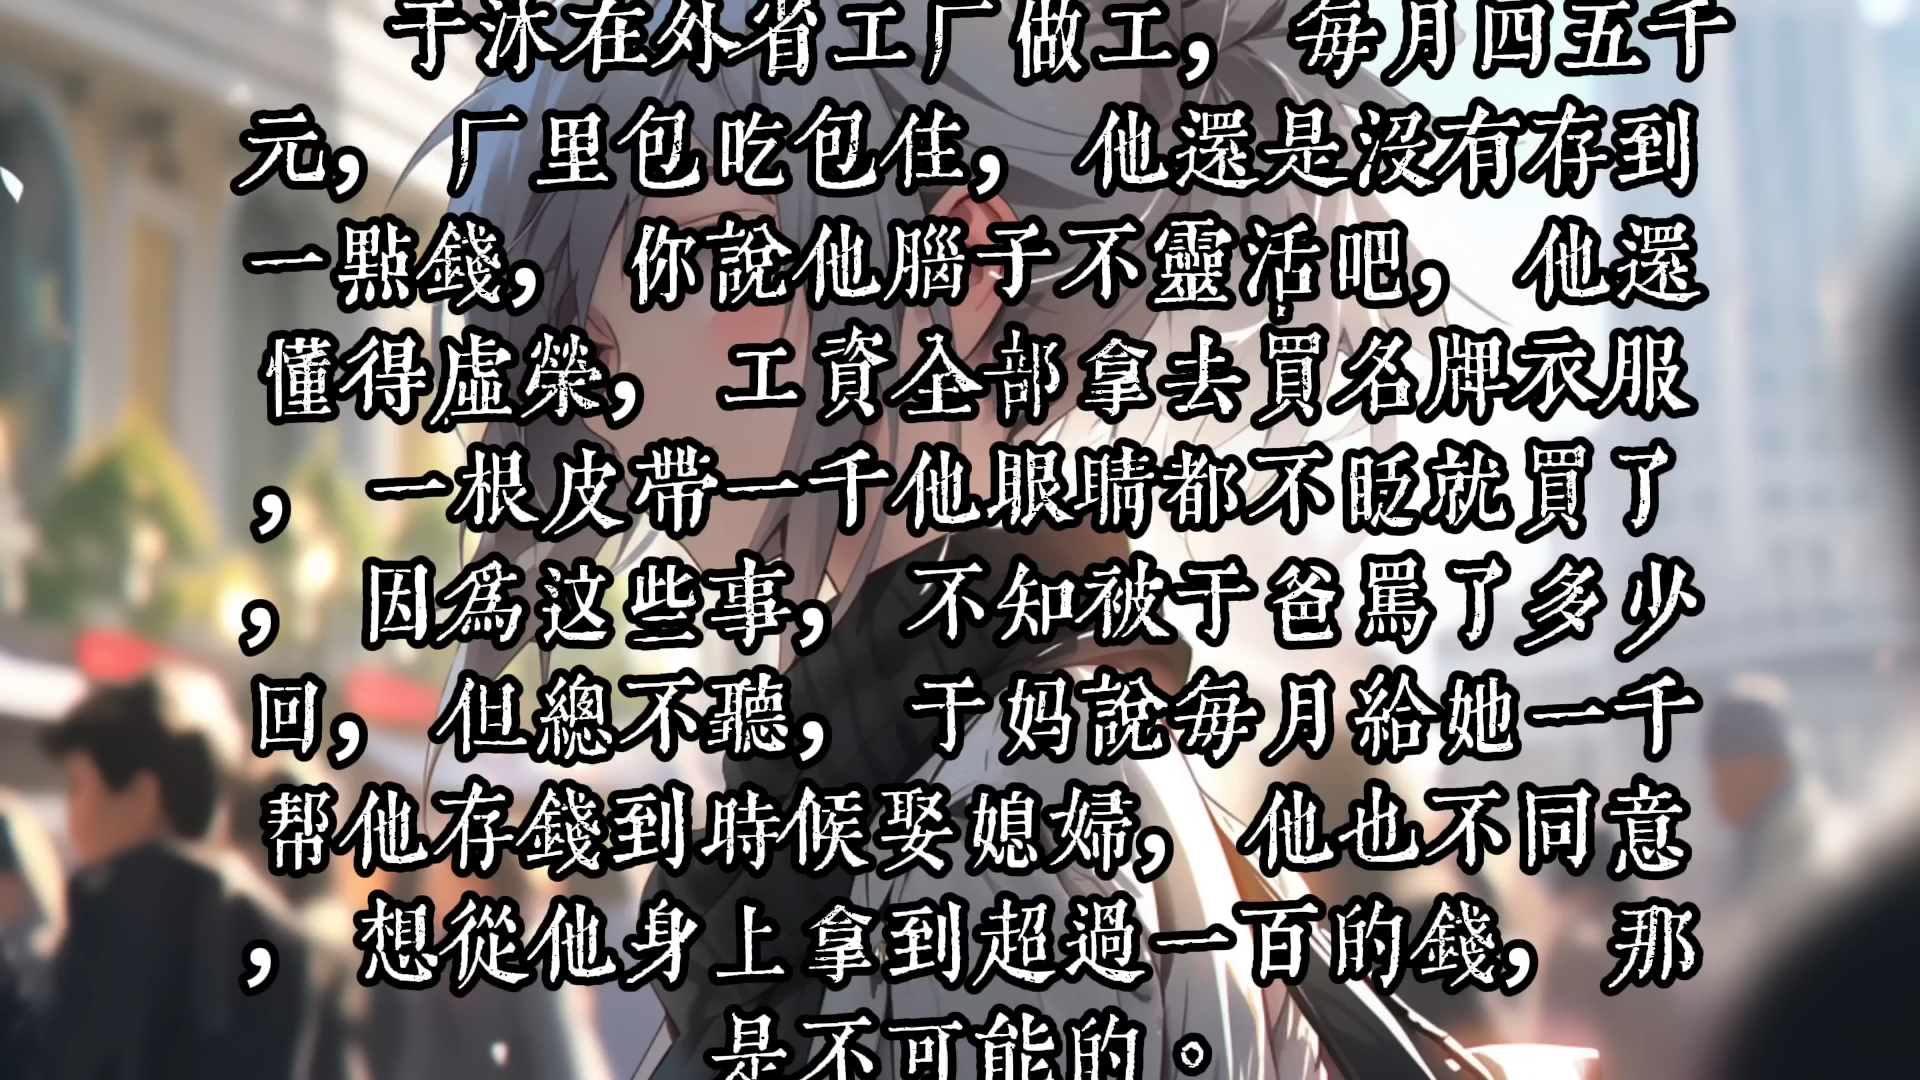 于沐在外省工厂做工，每月四五千
元，厂里包吃包住，他還是沒有存到
一點錢，你說他腦子不靈活吧，他還
懂得虛榮，工資全部拿去買名牌衣服
，一根皮帶一千他眼睛都不眨就買了
，因為这些事，不知被于爸罵了多少
回，但總不聽，于妈說每月給她一千
帮他存錢到時候娶媳婦，他也不同意
，想從他身上拿到超過一百的錢，那
是不可能的。